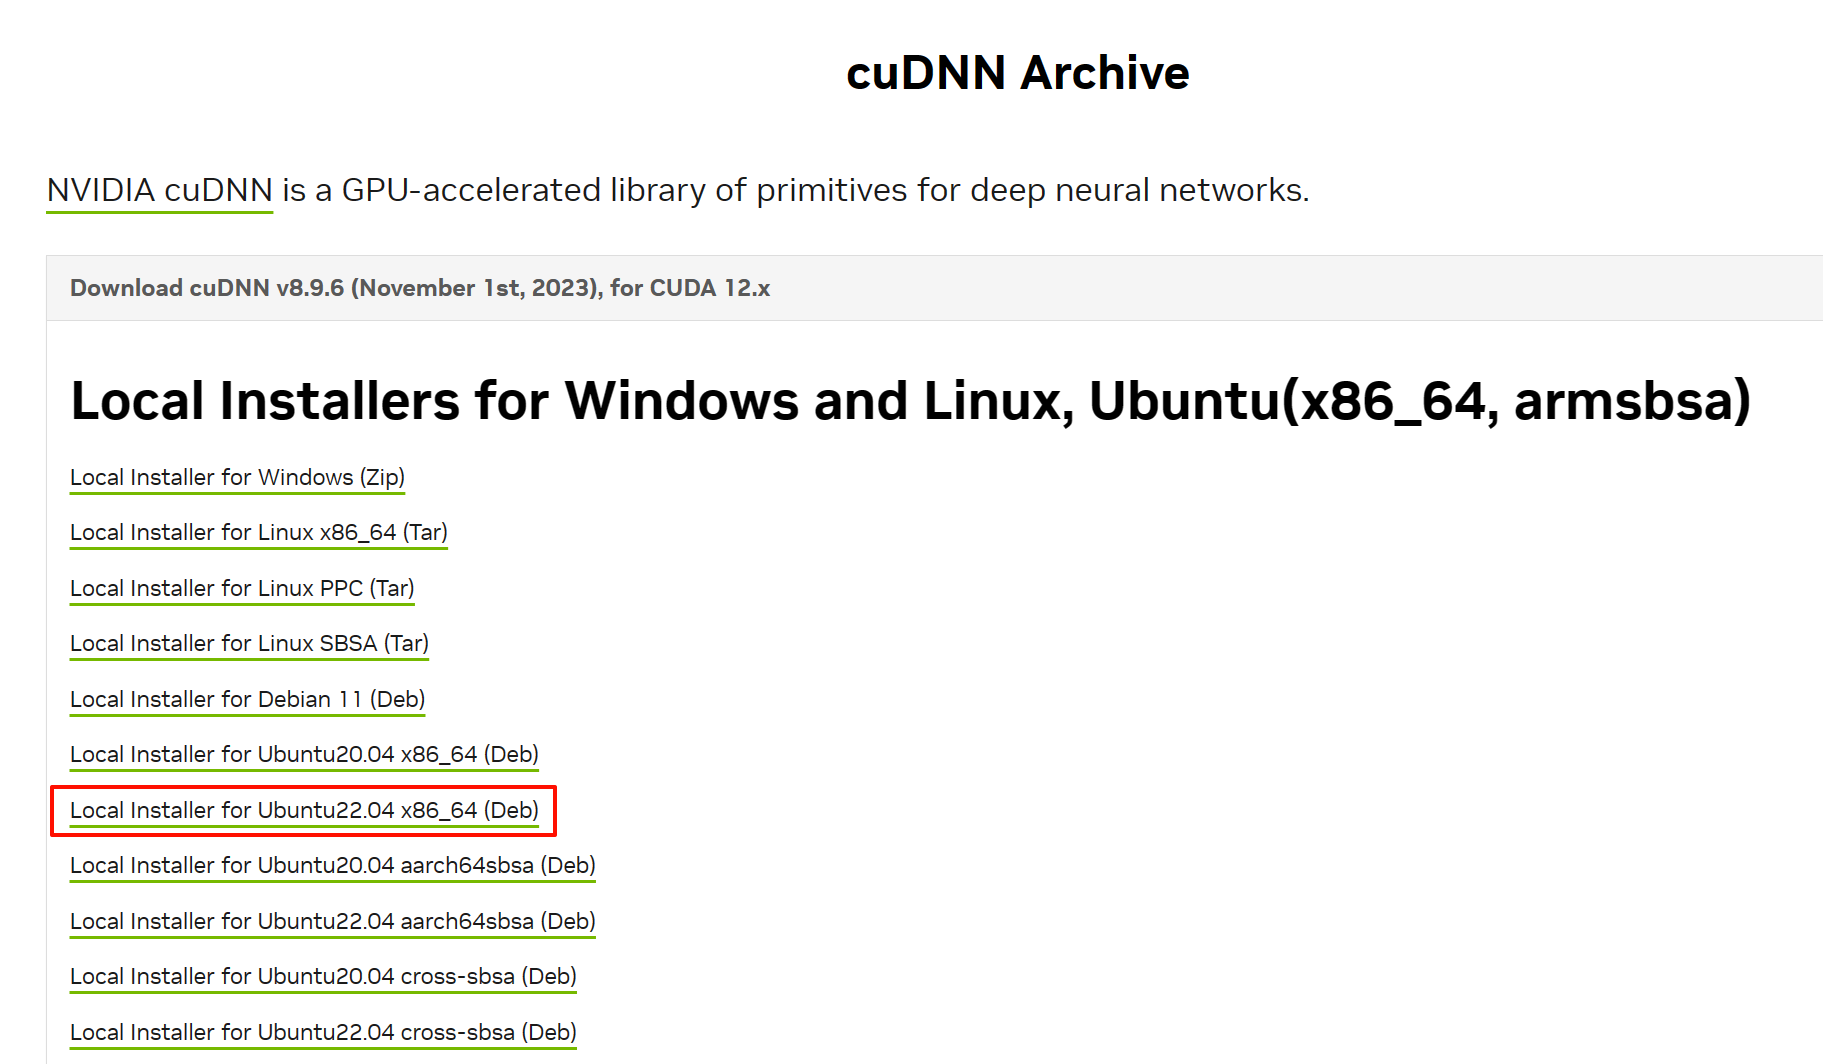 cuDNN Archive
NVIDIA cuDNN is a GPU-accelerated library of primitives for deep neural networks.
Download cuDNN v8.9.6 (November 1st, 2023), for CUDA 12.x
Local Installers for Windows and Linux, Ubuntu(x86_64, armsbsa)
Local Installer for Windows (Zip)
Local Installer for Linux x86_64 (Tar)
Local Installer for Linux PPC (Tar)
Local Installer for Linux SBSA (Tar)
Local Installer for Debian 11 (Deb)
Local Installer for Ubuntu20.04 x86_64 (Deb)
Local Installer for Ubuntu22.04 x86_64 (Deb)
Local Installer for Ubuntu20.04 aarch64sbsa (Deb)
Local Installer for Ubuntu22.04 aarch64sbsa (Deb)
Local Installer for Ubuntu20.04 cross-sbsa (Deb)
Local Installer for Ubuntu22.04 cross-sbsa (Deb)